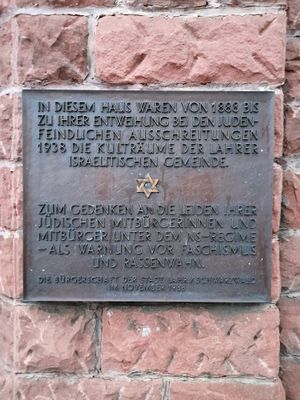 IN DIESEM HAUS WAREN VON 1888 BIS
ZU IHRER ENTWEIHUNG BEI DEN JUDEN-
FEINDLICHEN AUSSCHREITUNGEN
1938 DIE KULTRÄUME DER LAHRER
ISRAELITISCHEN GEMEINDE.
ZUM GEDENKEN AN DIE LEIDEN IHRER
JÜDISCHEN MITBÜRGERINNEN UND
MITBÜRGER UNTER DEM NS-REGIME
– ALS WARNUNG VOR FASCHISMUS
UND RASSENWAHN.
DIE BÜRGERSCHAFT DER STADT LAHR / SCHWARZWALD
IM NOVEMBER 1988